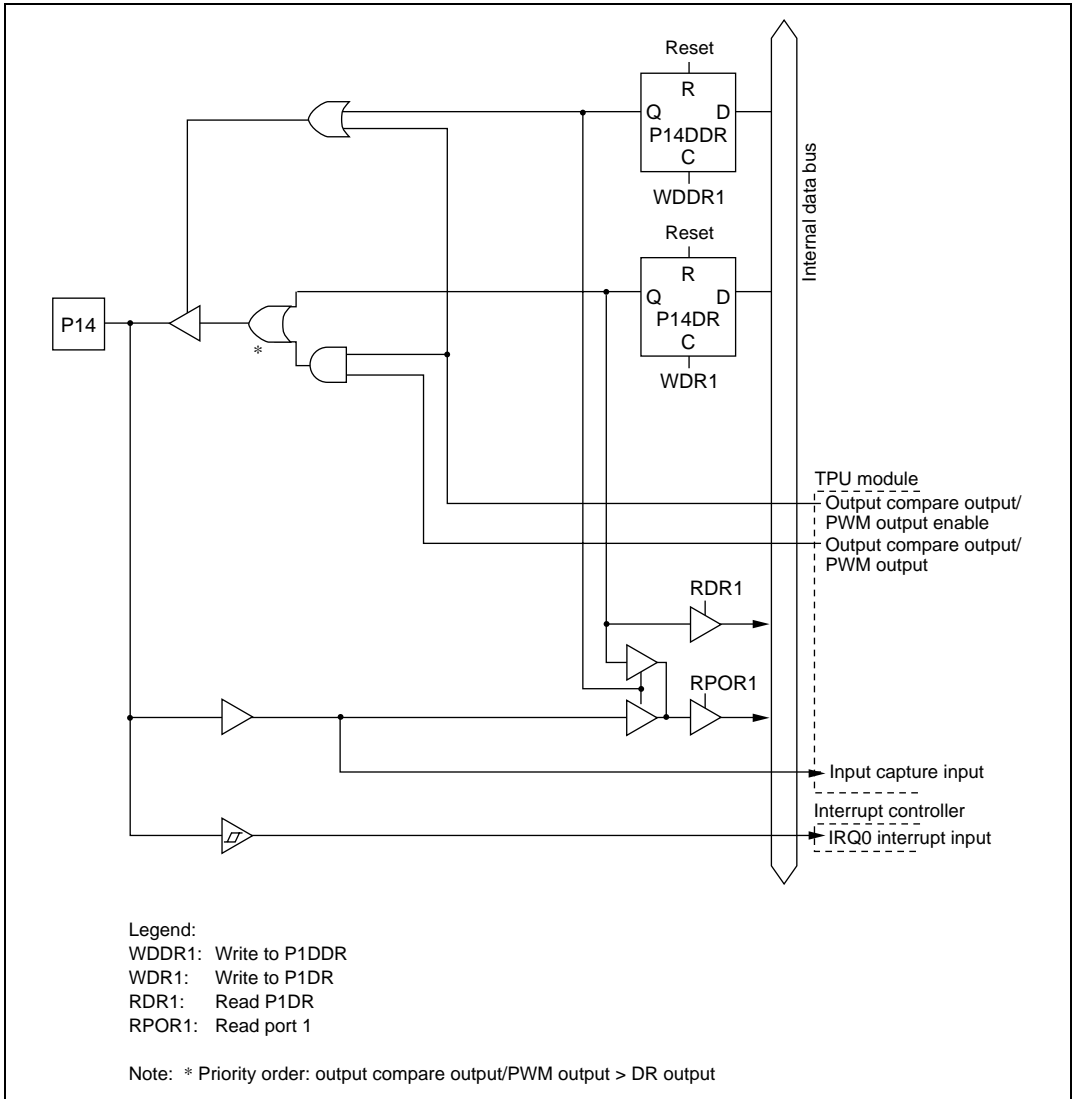 Reset
R
Q D
P14DDR
C
WDDR1
Internal data bus
Reset
R
Q D
P14DR
C
WDR1
P14
*
TPU module
Output compare output/
PWM output enable
Output compare output/
PWM output
RDR1
RPOR1
Input capture input
Interrupt controller
IRQ0 interrupt input
Legend:
WDDR1: Write to P1DDR
WDR1: Write to P1DR
RDR1: Read P1DR
RPOR1: Read port 1
Note: * Priority order: output compare output/PWM output > DR output